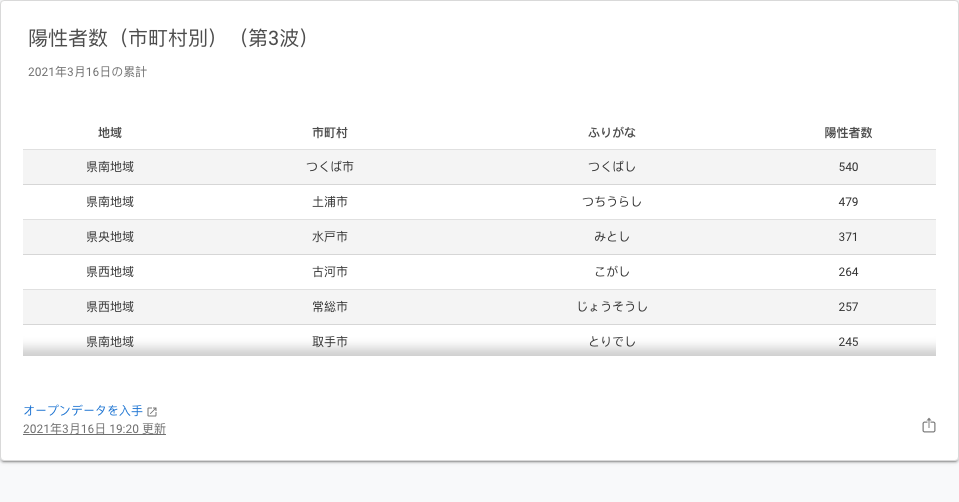 陽性者数（市町村別）（第3波）
2021年3月16日の累計
地域 市町村 ふりがな 陽性者数
県南地域 つくば市 つくばし 540
県南地域 土浦市 つちうらし 479
県央地域 水戸市 みとし 371
県西地域 古河市 こがし 264
県西地域 常総市 じょうそうし 257
県南地域 取手市 とりでし 245
オープンデータを入手
2021年3月16日 19:20 更新